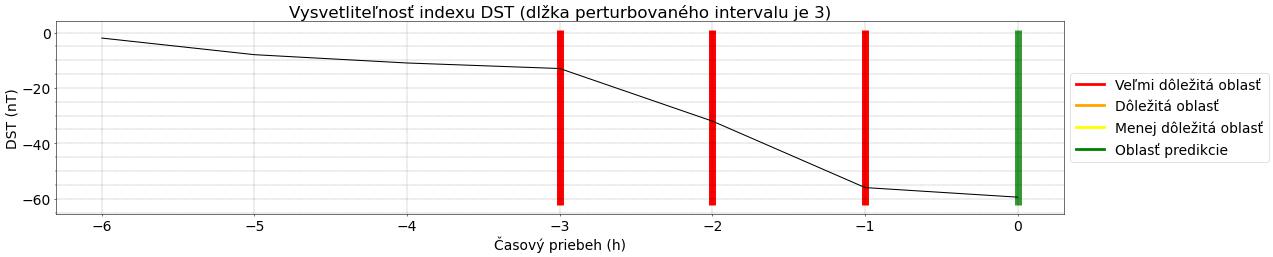 Vysvetliteľnosť indexu DST (dĺžka perturbovaného intervalu je 3)
DST (nT)
0
−20
−40
−60
−6
−5
−4
−3
−2
−1
0
Časový priebeh (h)
Veľmi dôležitá oblasť
Dôležitá oblasť
Menej dôležitá oblasť
Oblasť predikcie